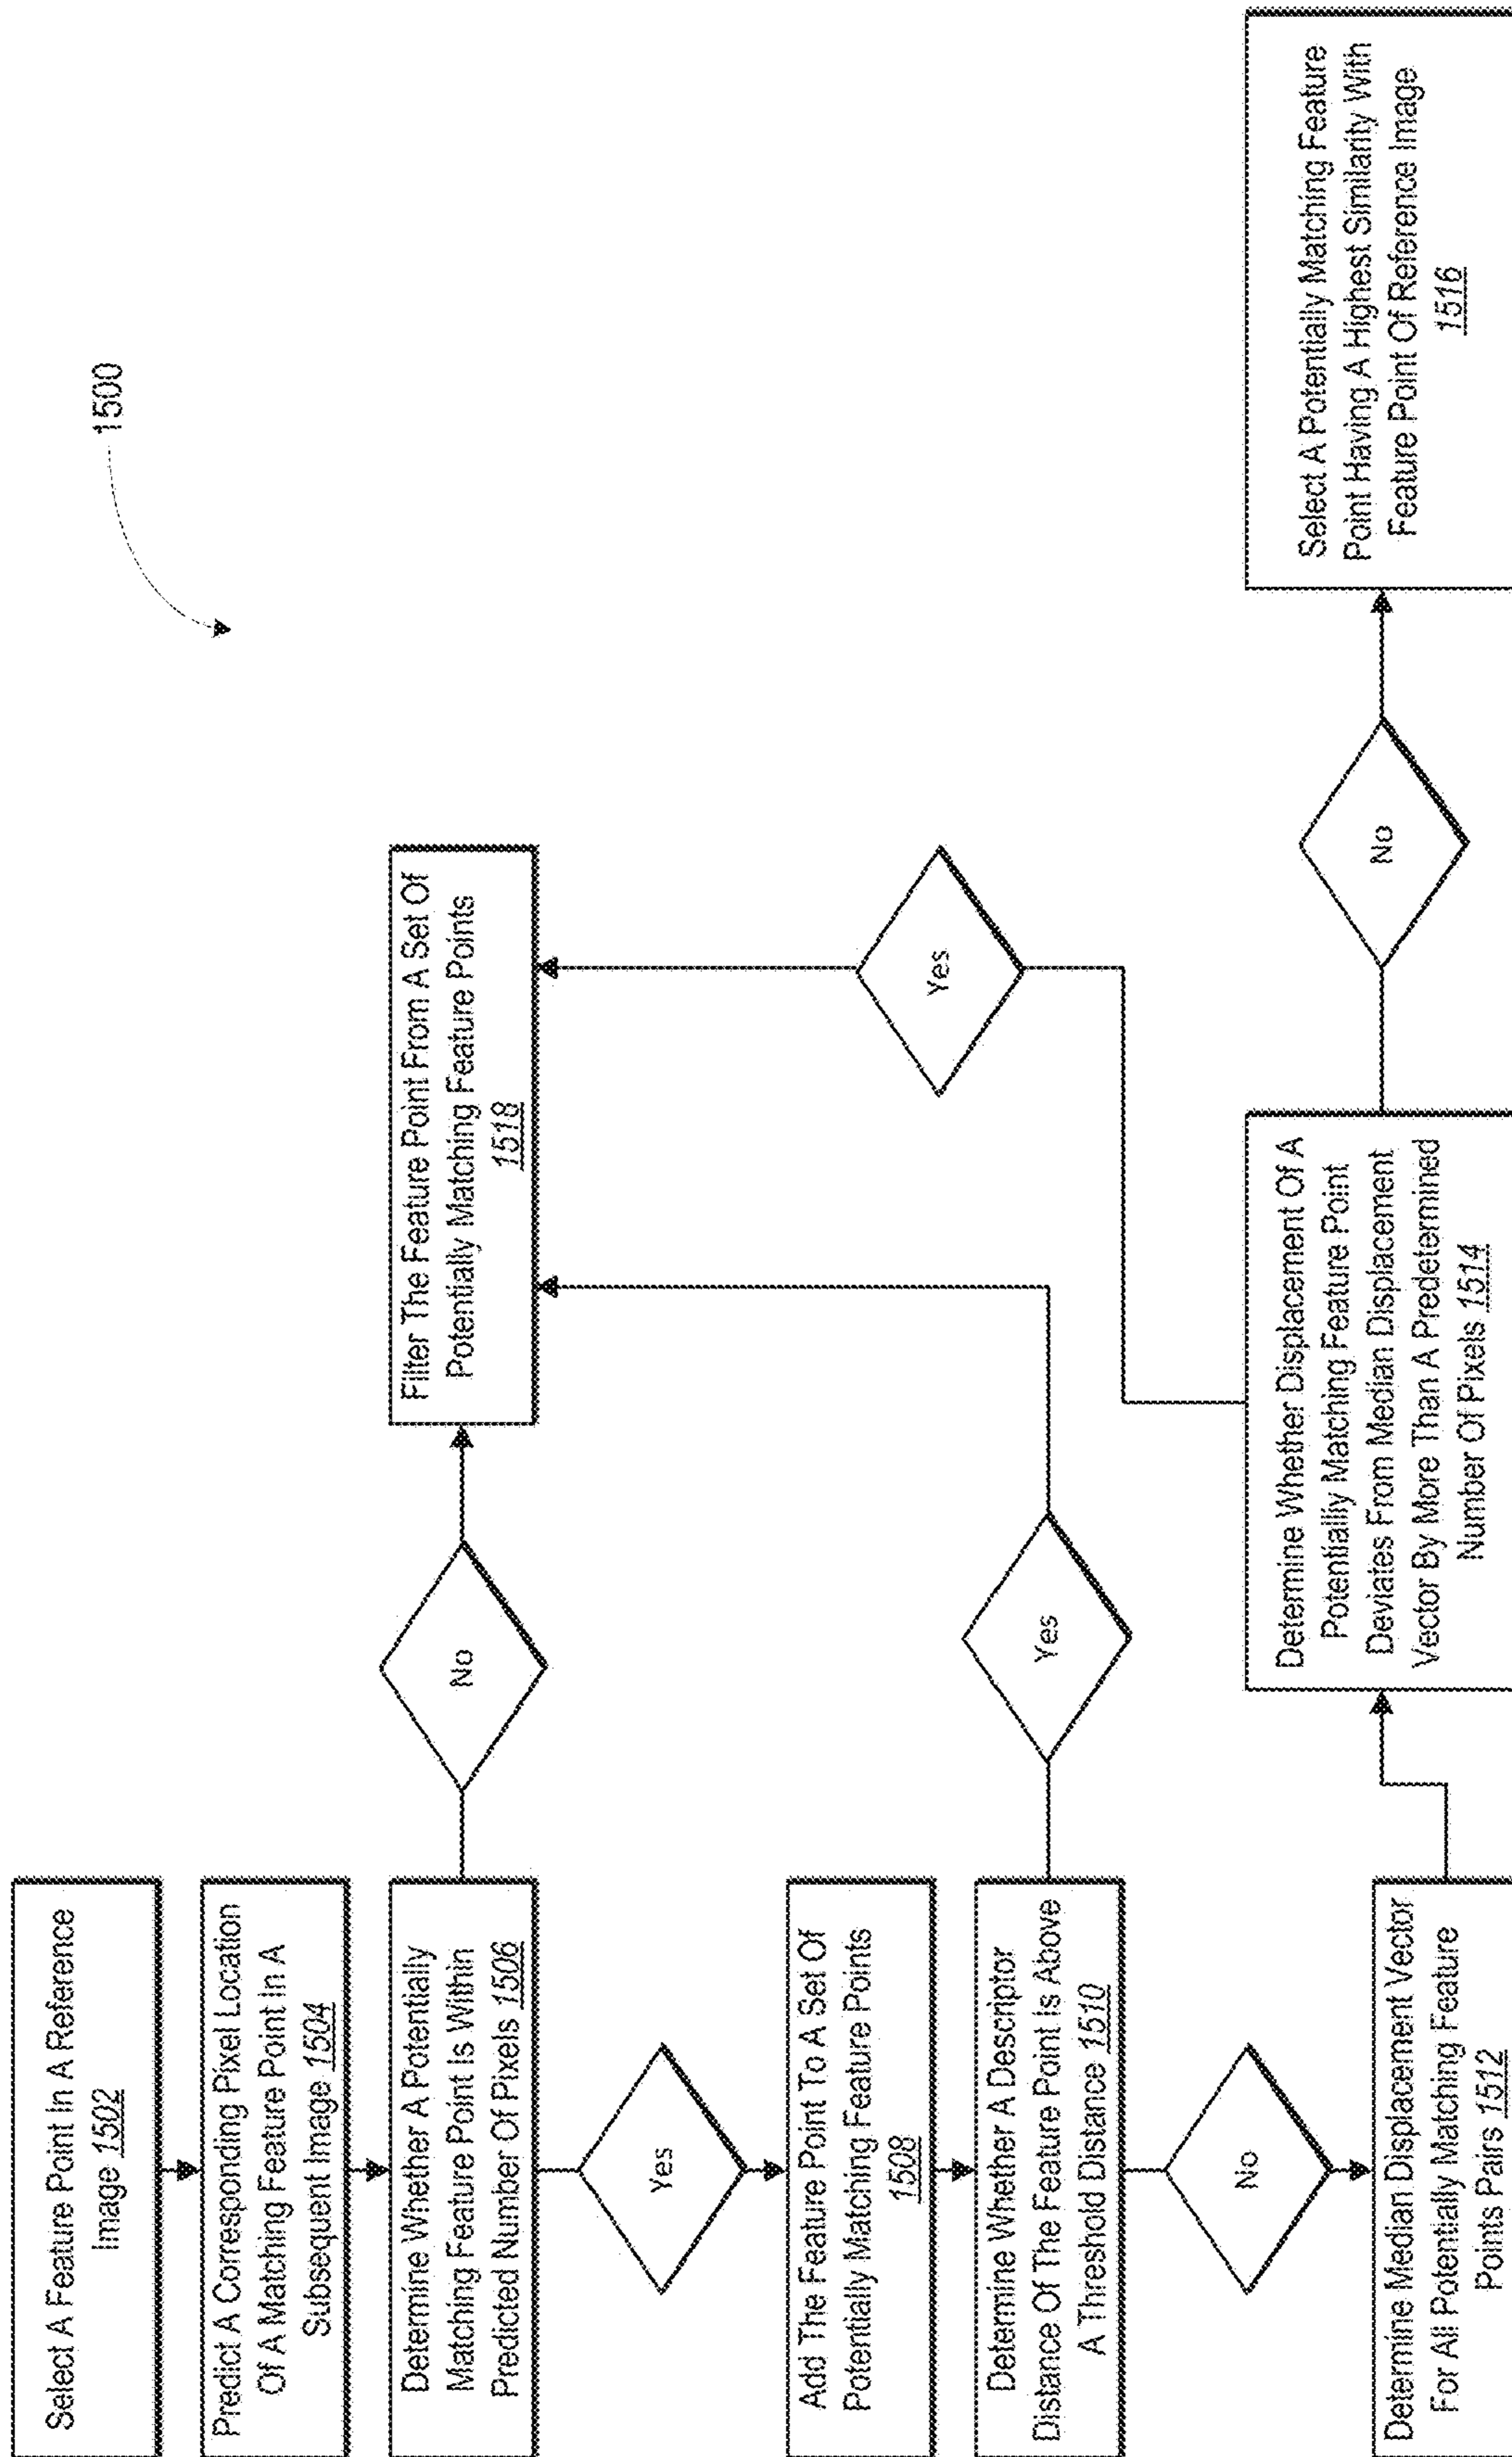 1500
Select A Feature Point In A Reference
Image 1502
Predict A Corresponding Pixel Location
Of A Matching Feature Point In A
Subsequent Image 1504
Determine Whether A Potentially
Matching Feature Point Is Within
Predicted Number Of Pixels 1506
No
Filter The Feature Point From A Set Of
Potentially Matching Feature Points
1518
Yes
Add The Feature Point To A Set Of
Potentially Matching Feature Points
1508
Determine Whether A Descriptor
Distance Of The Feature Point Is Above
A Threshold Distance 1510
Yes
Yes
No
Determine Median Displacement Vector
For All Potentially Matching Feature
Points Pairs 1512
Determine Whether Displacement Of A
Potentially Matching Feature Point
Deviates From Median Displacement
Vector By More Than A Predetermined
Number Of Pixels 1514
No
Select A Potentially Matching Feature
Point Having A Highest Similarity With
Feature Point Of Reference Image
1516